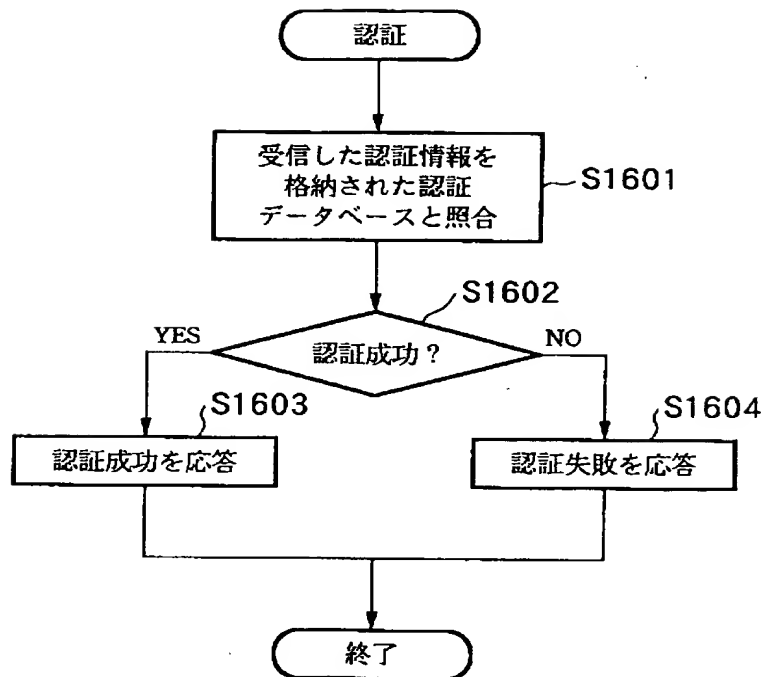 認証
受信した認証情報を
格納された認証
データベースと照合
S1601
S1602
YES
認証成功？
NO
S1603
S1604
認証成功を応答
認証失敗を応答
終了